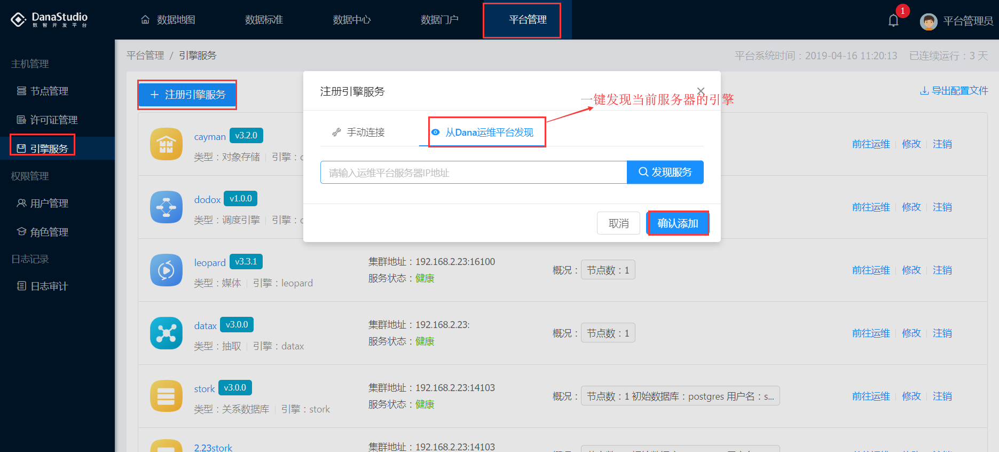 DanaStudio
数智开发平台
数据地图
数据标准
数据中心
数据门户
平台管理
1
平台管理员
主机管理
节点管理
许可证管理
引擎服务
权限管理
用户管理
角色管理
日志记录
日志审计
平台管理 / 引擎服务
平台系统时间：2019-04-16 11:20:13 已连续运行：3 天
+ 注册引擎服务
导出配置文件
注册引擎服务
一键发现当前服务器的引擎
手动连接
从Dana运维平台发现
请输入运维平台服务器IP地址
发现服务
取消
确认添加
cayman v3.2.0
类型：对象存储 引擎：
前往运维 修改 注销
dodox v1.0.0
类型：调度引擎 引擎：
前往运维 修改 注销
leopard v3.3.1
类型：媒体 引擎：leopard
集群地址：192.168.2.23:16100
服务状态：健康
概况： 节点数：1
前往运维 修改 注销
datax v3.0.0
类型：抽取 引擎：datax
集群地址：192.168.2.23:
服务状态：健康
概况： 节点数：1
前往运维 修改 注销
stork v3.0.0
类型：关系数据库 引擎：stork
集群地址：192.168.2.23:14103
服务状态：健康
概况： 节点数：1 初始数据库：postgres 用户名：s...
前往运维 修改 注销
2.23stork
集群地址：192.168.2.23:14103